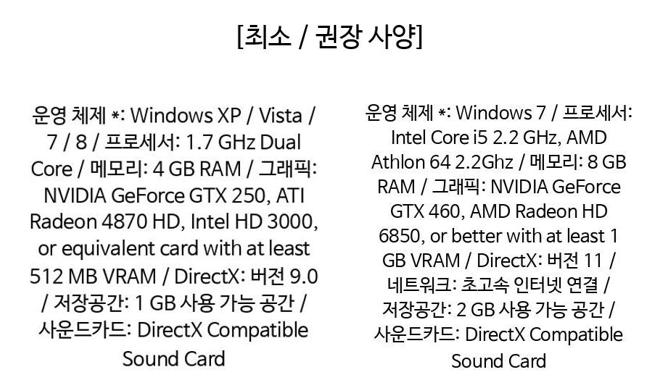 [최소 / 권장 사양]
운영 체제 *: Windows XP / Vista /
7 / 8 / 프로세서: 1.7 GHz Dual
Core / 메모리: 4 GB RAM / 그래픽:
NVIDIA GeForce GTX 250, ATI
Radeon 4870 HD, Intel HD 3000,
or equivalent card with at least
512 MB VRAM / DirectX: 버전 9.0
/ 저장공간: 1 GB 사용 가능 공간 /
사운드카드: DirectX Compatible
Sound Card
운영 체제 *: Windows 7 / 프로세서:
Intel Core i5 2.2 GHz, AMD
Athlon 64 2.2Ghz / 메모리: 8 GB
RAM / 그래픽: NVIDIA GeForce
GTX 460, AMD Radeon HD
6850, or better with at least 1
GB VRAM / DirectX: 버전 11 /
네트워크: 초고속 인터넷 연결 /
저장공간: 2 GB 사용 가능 공간 /
사운드카드: DirectX Compatible
Sound Card